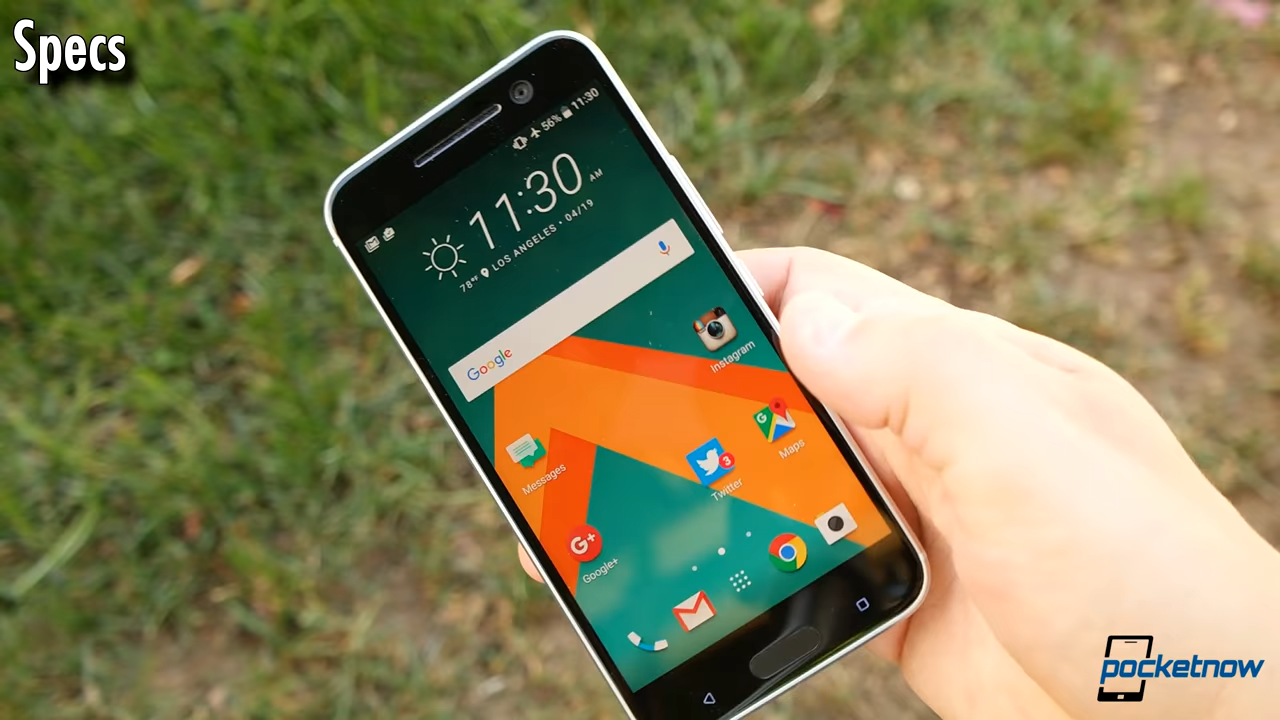 Specs
56% 11:30
11:30 AM
78°F LOS ANGELES • 04/19
Google
Instagram
Maps
Messages
3
Twitter
G+
Google+
pocketnow